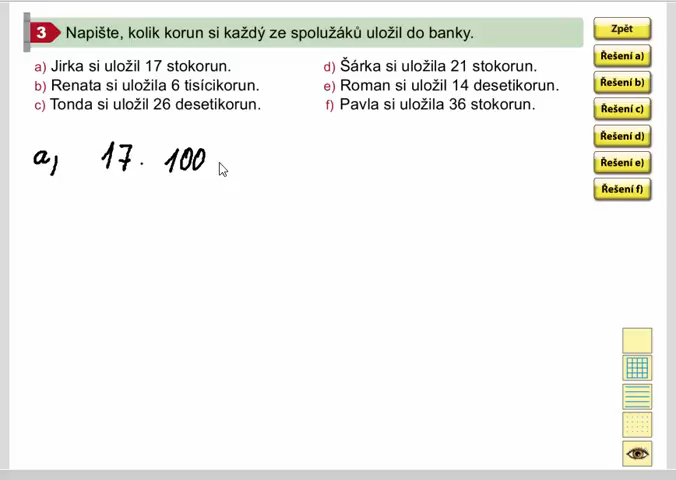 3 Napište, kolik korun si každý ze spolužáků uložil do banky.
a) Jirka si uložil 17 stokorun.
b) Renata si uložila 6 tisícikorun.
c) Tonda si uložil 26 desetikorun.
d) Šárka si uložila 21 stokorun.
e) Roman si uložil 14 desetikorun.
f) Pavla si uložila 36 stokorun.
a) 17 · 100
Zpět
Řešení a)
Řešení b)
Řešení c)
Řešení d)
Řešení e)
Řešení f)